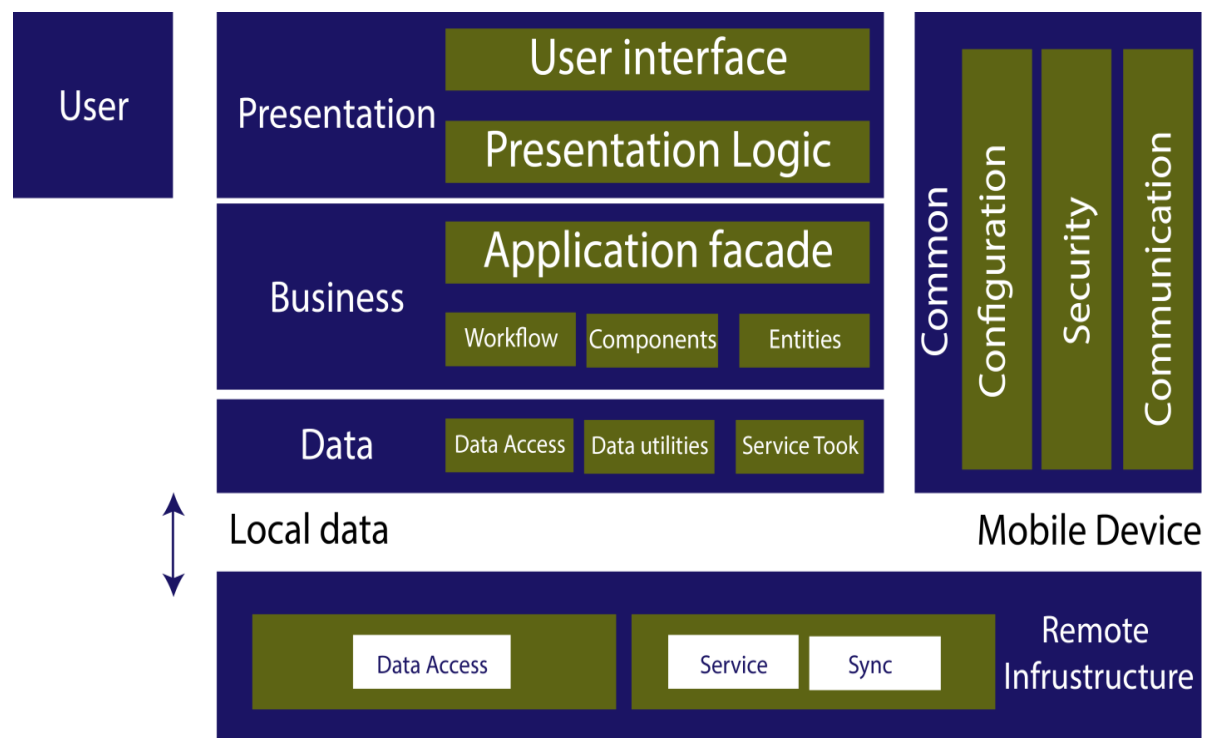 User
Presentation
User interface
Presentation Logic
Business
Application facade
Workflow
Components
Entities
Data
Data Access
Data utilities
Service Took
Common
Configuration
Security
Communication
Local data
Mobile Device
Data Access
Service
Sync
Remote
Infrustructure